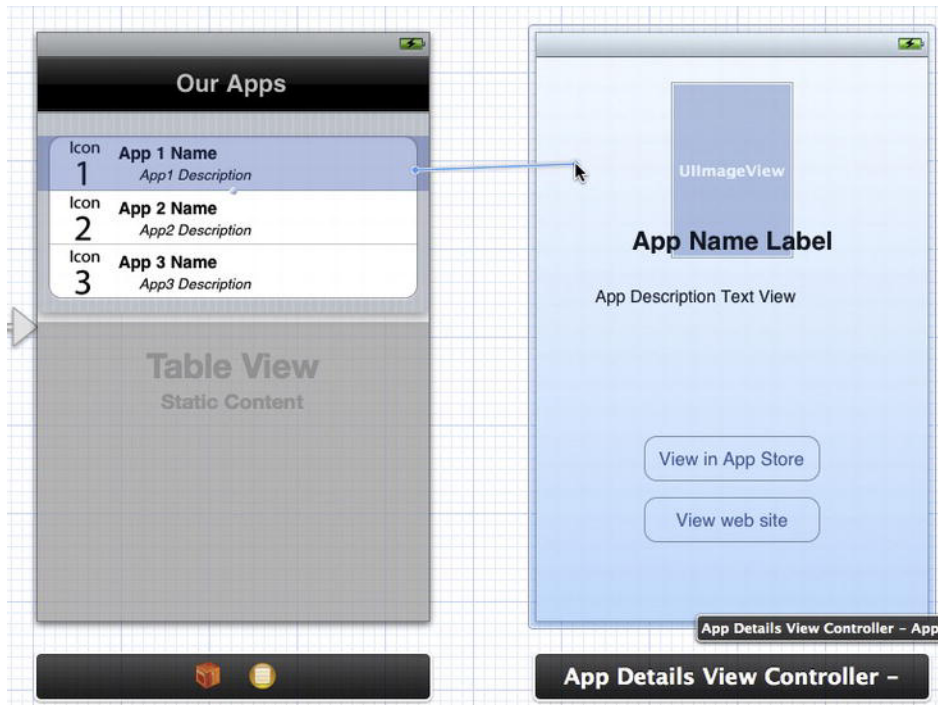 Our Apps
Icon
1
App 1 Name
App1 Description
Icon
2
App 2 Name
App2 Description
Icon
3
App 3 Name
App3 Description
Table View
Static Content
UIImageView
App Name Label
App Description Text View
View in App Store
View web site
App Details View Controller – App
App Details View Controller –